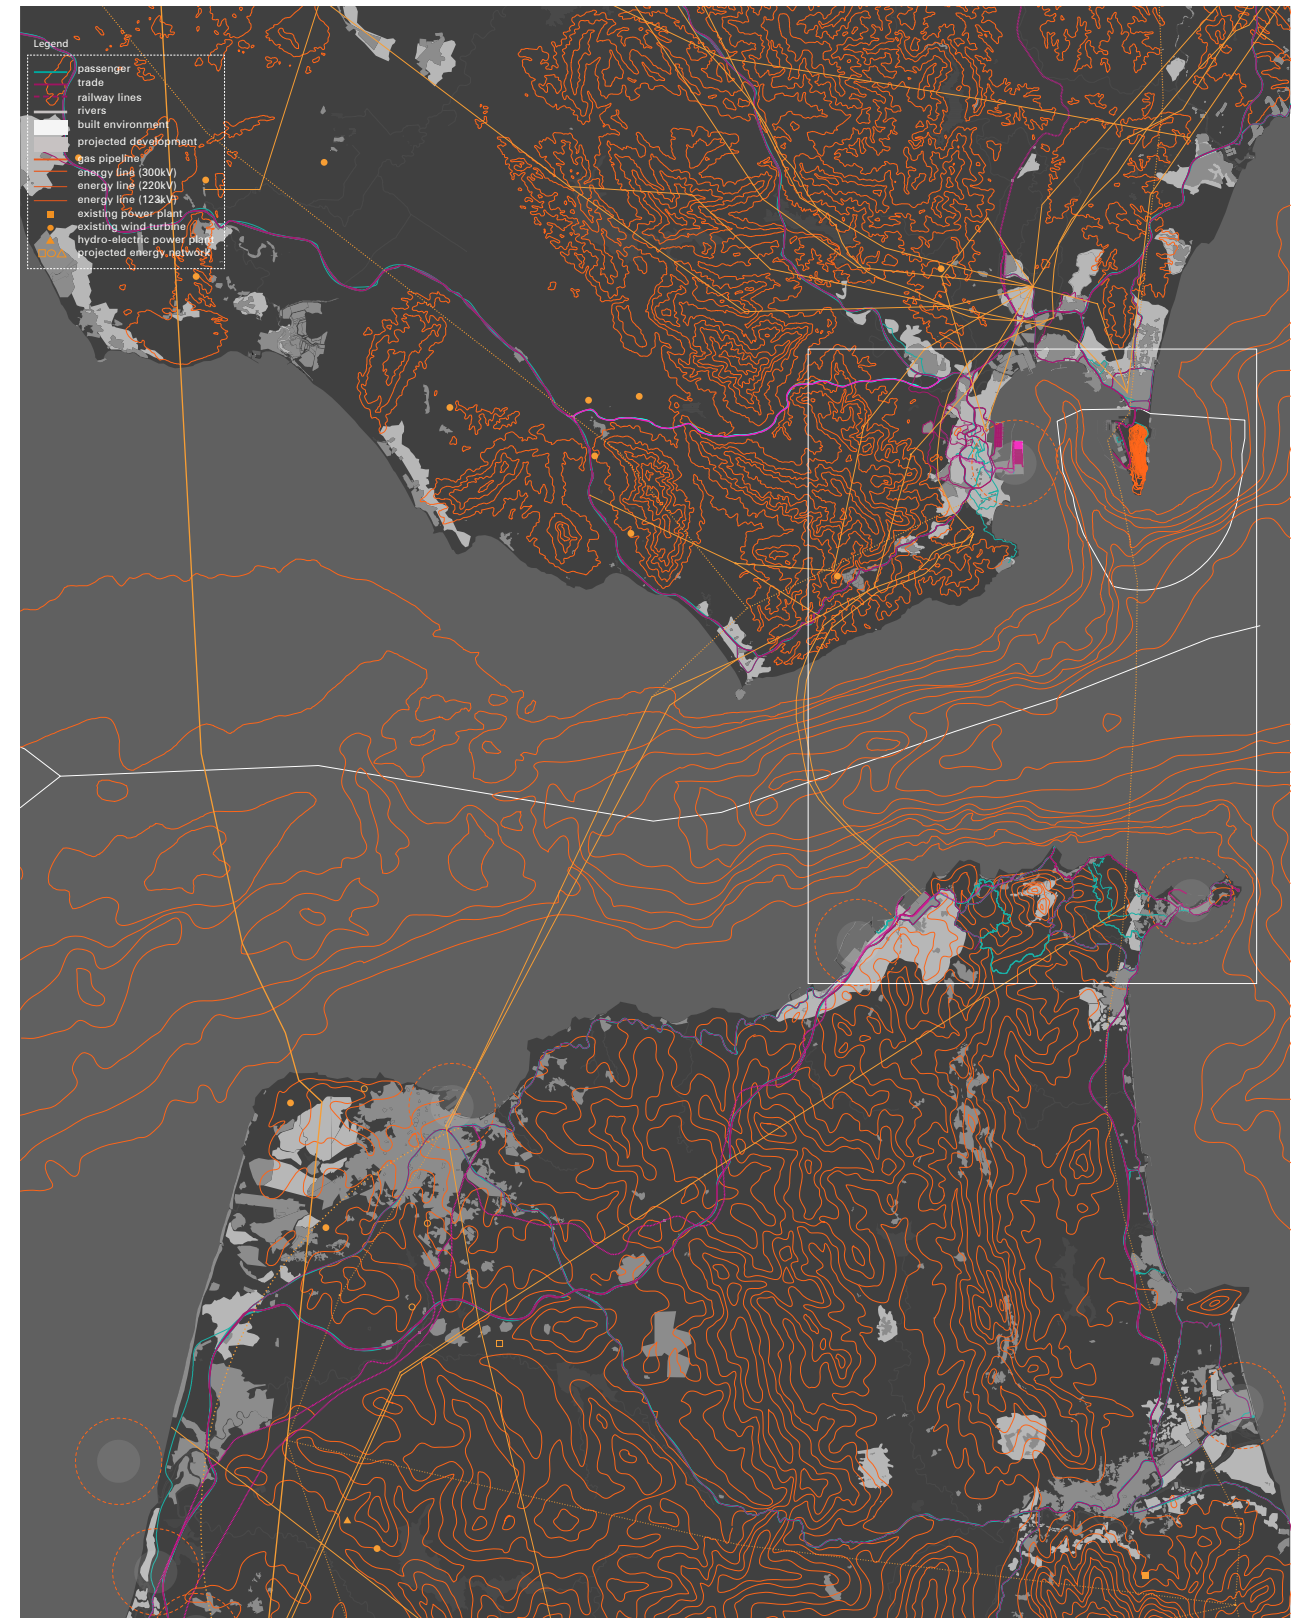 Legend
passenger
trade
railway lines
rivers
built environment
projected development
gas pipeline
energy line (300kV)
energy line (220kV)
energy line (123kV)
existing power plant
existing wind turbine
hydro-electric power plant
projected energy network